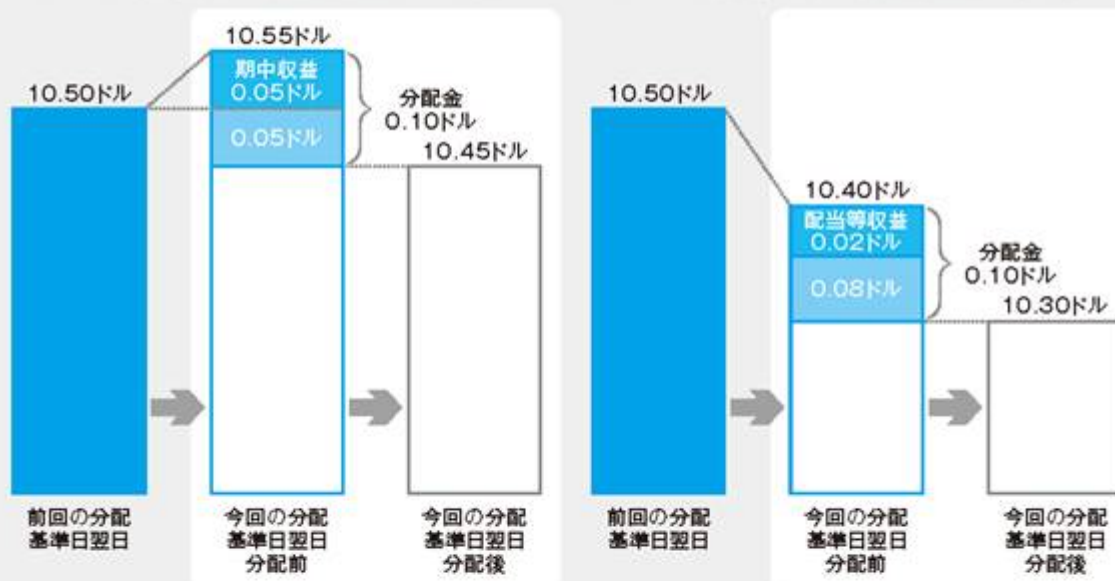 10.55ドル
期中収益
0.05ドル
10.50ドル
0.05ドル
分配金
0.10ドル
10.45ドル
前回の分配
基準日翌日
今回の分配
基準日翌日
分配前
今回の分配
基準日翌日
分配後
10.50ドル
10.40ドル
配当等収益
0.02ドル
0.08ドル
分配金
0.10ドル
10.30ドル
前回の分配
基準日翌日
今回の分配
基準日翌日
分配前
今回の分配
基準日翌日
分配後